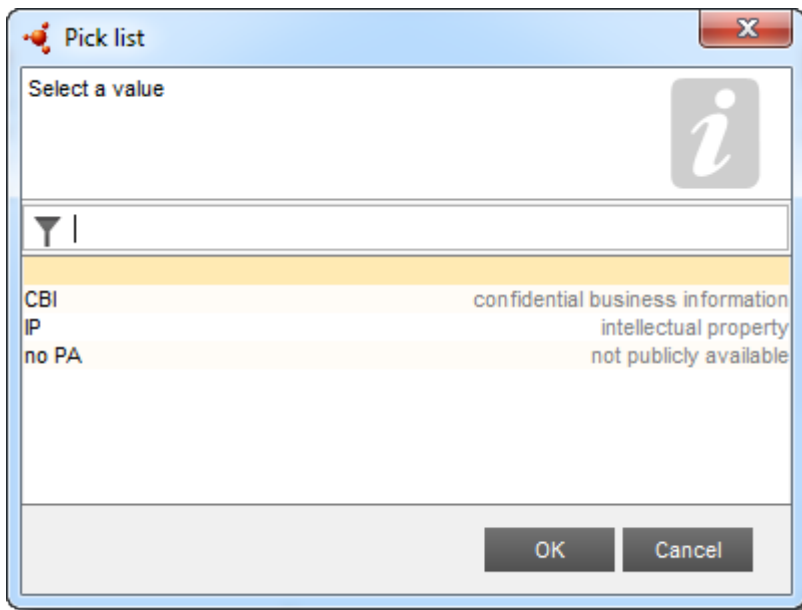 Pick list
Select a value
CBI confidential business information
IP intellectual property
no PA not publicly available
OK Cancel